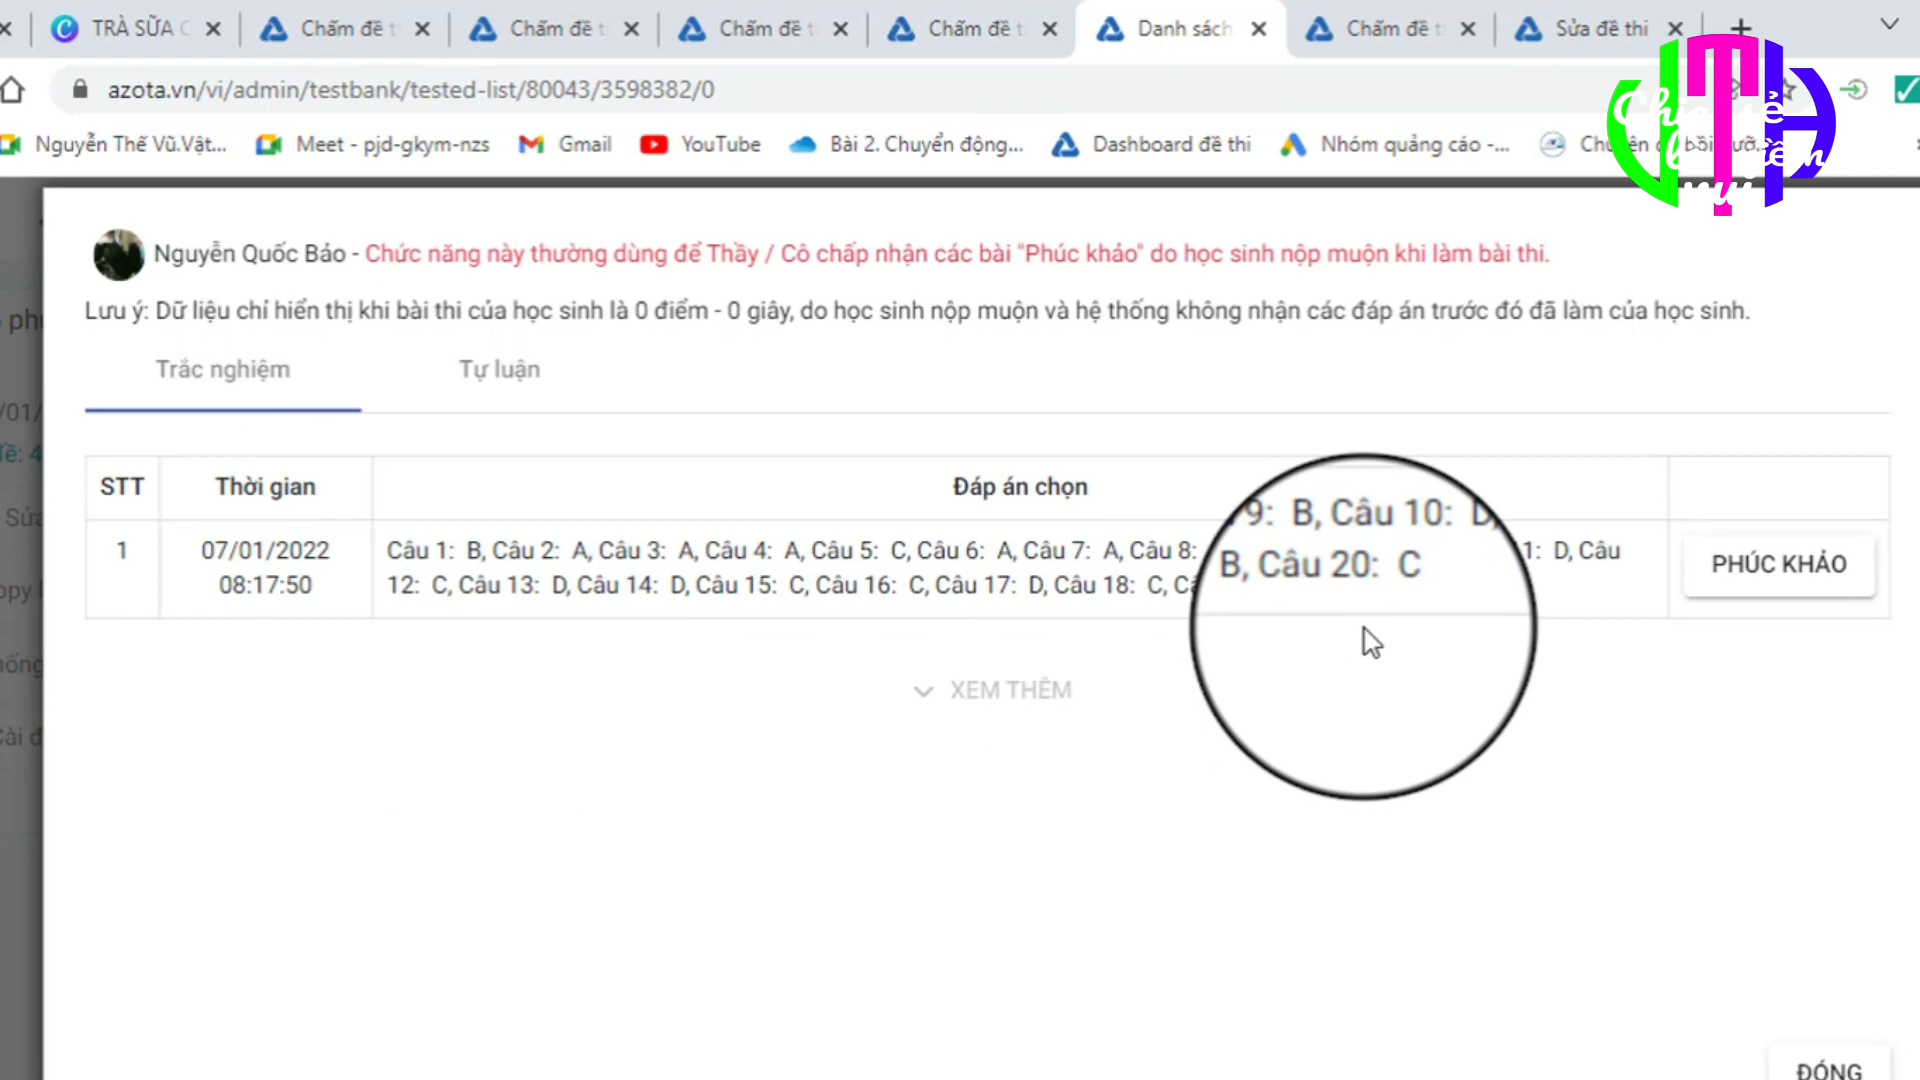 TRÀ SỮA C
Chấm đề t
Chấm đề t
Chấm đề t
Chấm đề t
Danh sách
Chấm đề t
Sửa đề thi
azota.vn/vi/admin/testbank/tested-list/80043/3598382/0
Nguyễn Thế Vũ.Vật...
Meet - pjd-gkym-nzs
Gmail
YouTube
Bài 2. Chuyển động...
Dashboard đề thi
Nhóm quảng cáo -...
Chia sẻ
niềm
vui
Nguyễn Quốc Bảo - Chức năng này thường dùng để Thầy / Cô chấp nhận các bài "Phúc khảo" do học sinh nộp muộn khi làm bài thi.
Lưu ý: Dữ liệu chỉ hiển thị khi bài thi của học sinh là 0 điểm - 0 giây, do học sinh nộp muộn và hệ thống không nhận các đáp án trước đó đã làm của học sinh.
Trắc nghiệm
Tự luận
STT
Thời gian
Đáp án chọn
1
07/01/2022
08:17:50
Câu 1: B, Câu 2: A, Câu 3: A, Câu 4: A, Câu 5: C, Câu 6: A, Câu 7: A, Câu 8: 9: B, Câu 10: D, 1: D, Câu
12: C, Câu 13: D, Câu 14: D, Câu 15: C, Câu 16: C, Câu 17: D, Câu 18: C, B, Câu 20: C
PHÚC KHẢO
XEM THÊM
ĐÓNG